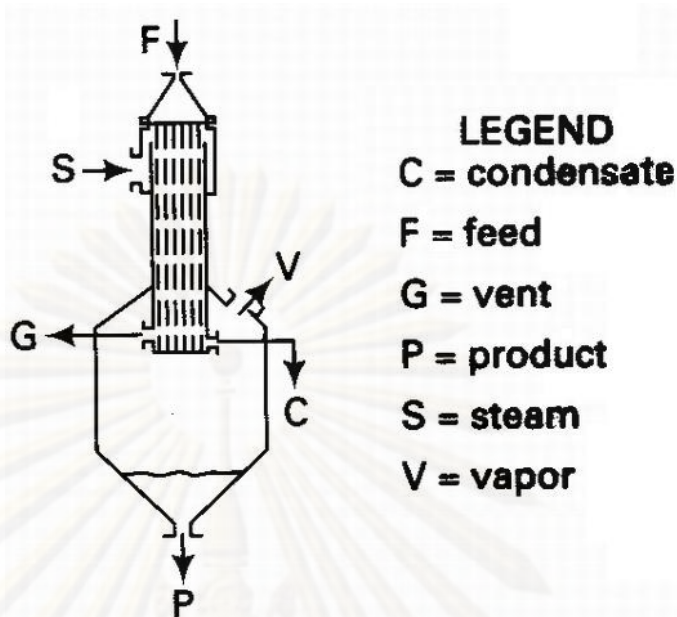 F
S
V
G
C
P
LEGEND
C = condensate
F = feed
G = vent
P = product
S = steam
V = vapor